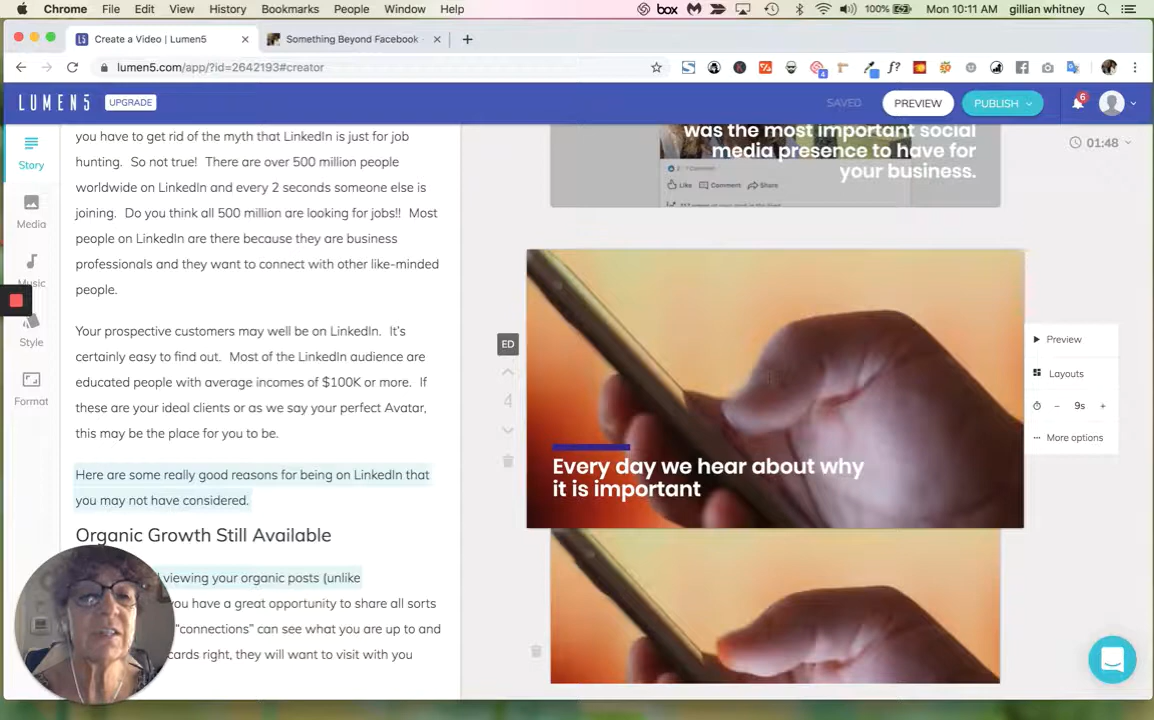 Chrome File Edit View History Bookmarks People Window Help
box
100%
Mon 10:11 AM gillian whitney
Create a Video | Lumen5
Something Beyond Facebook
lumen5.com/app/?id=2642193#creator
4
f?
LUMEN5
UPGRADE
SAVED
PREVIEW
PUBLISH
6
Story
Media
Music
Style
Format
you have to get rid of the myth that LinkedIn is just for job
hunting. So not true! There are over 500 million people
worldwide on LinkedIn and every 2 seconds someone else is
joining. Do you think all 500 million are looking for jobs!! Most
people on LinkedIn are there because they are business
professionals and they want to connect with other like-minded
people.
Your prospective customers may well be on LinkedIn. It's
certainly easy to find out. Most of the LinkedIn audience are
educated people with average incomes of $100K or more. If
these are your ideal clients or as we say your perfect Avatar,
this may be the place for you to be.
Here are some really good reasons for being on LinkedIn that
you may not have considered.
Organic Growth Still Available
viewing your organic posts (unlike
you have a great opportunity to share all sorts
"connections" can see what you are up to and
cards right, they will want to visit with you
was the most important social
media presence to have for
your business.
Like Comment Share
01:48
ED
4
Every day we hear about why
it is important
Preview
Layouts
− 9s +
More options